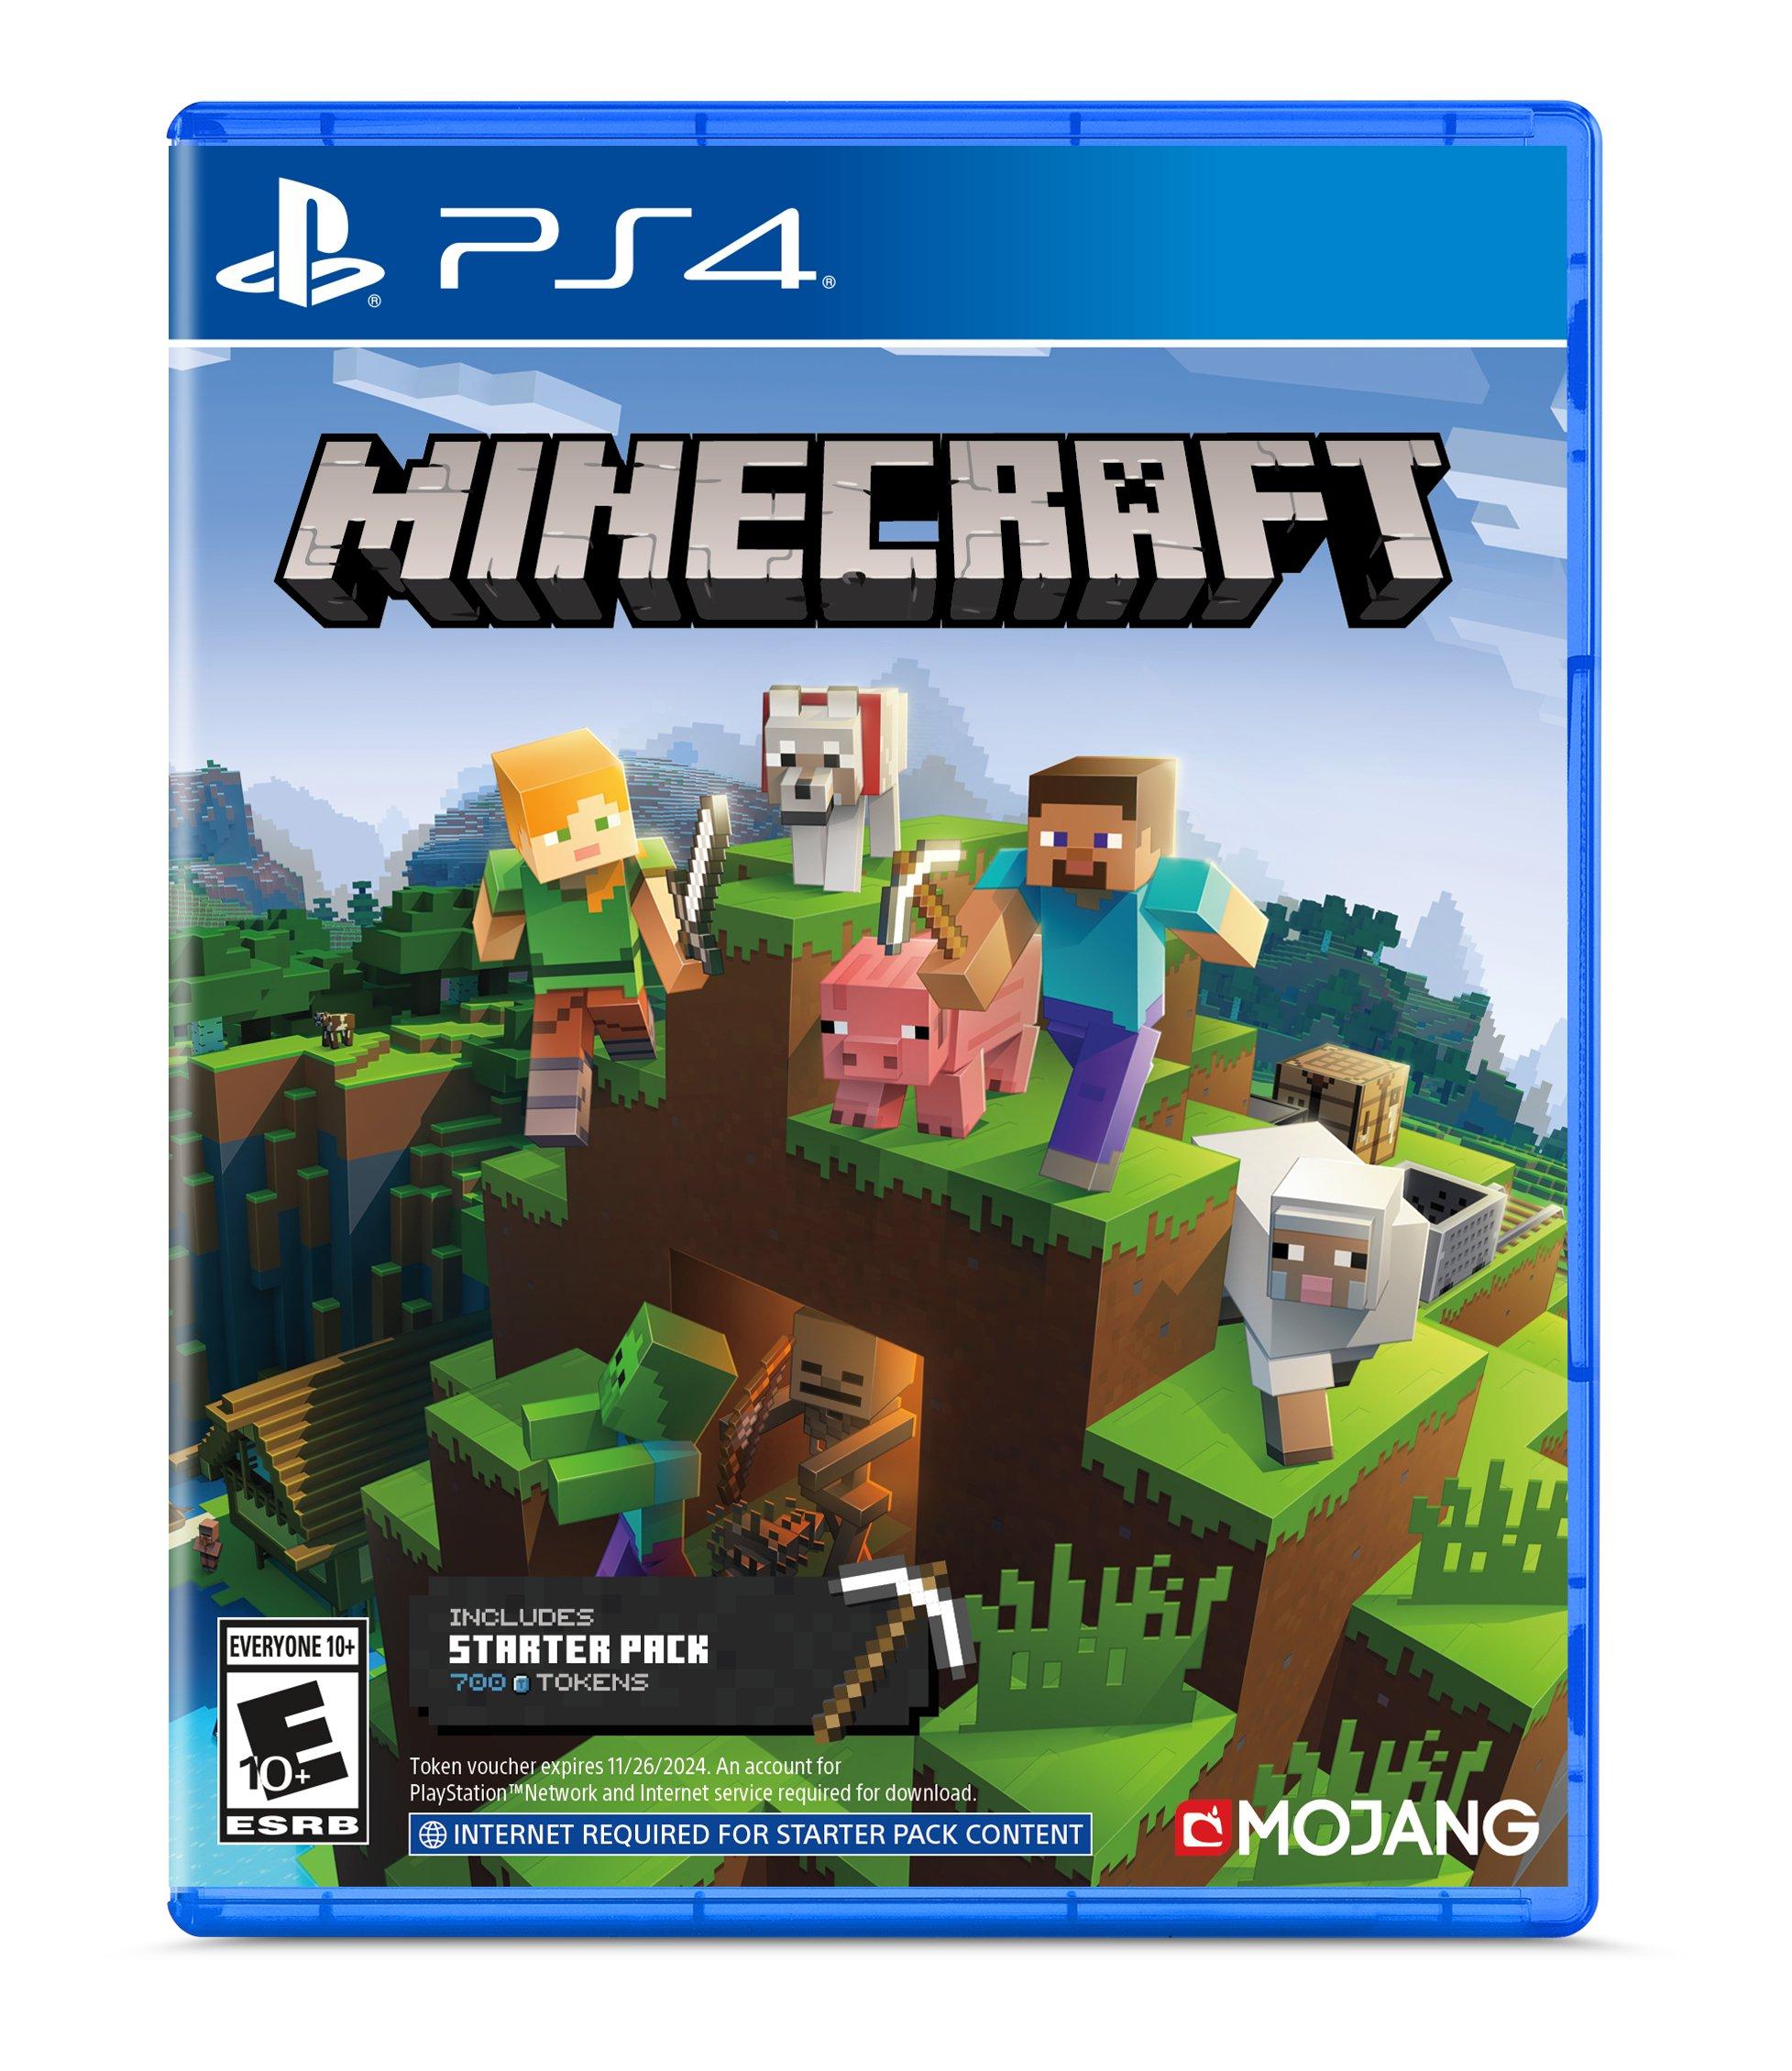 PS4®
MINECRAFT
INCLUDES
STARTER PACK
700 TOKENS
EVERYONE 10+
E
10+
ESRB
Token voucher expires 11/26/2024. An account for
PlayStation™Network and Internet service required for download.
INTERNET REQUIRED FOR STARTER PACK CONTENT
MOJANG